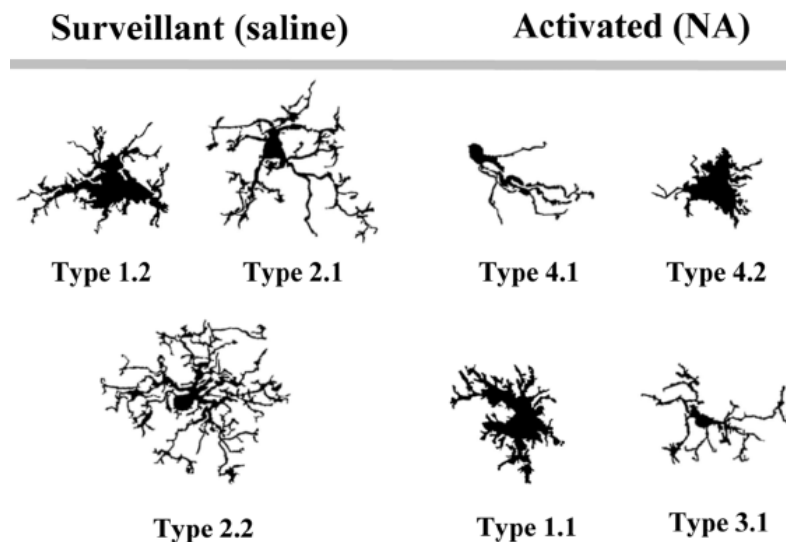 Surveillant (saline) Activated (NA)
Type 1.2 Type 2.1 Type 4.1 Type 4.2
Type 2.2 Type 1.1 Type 3.1